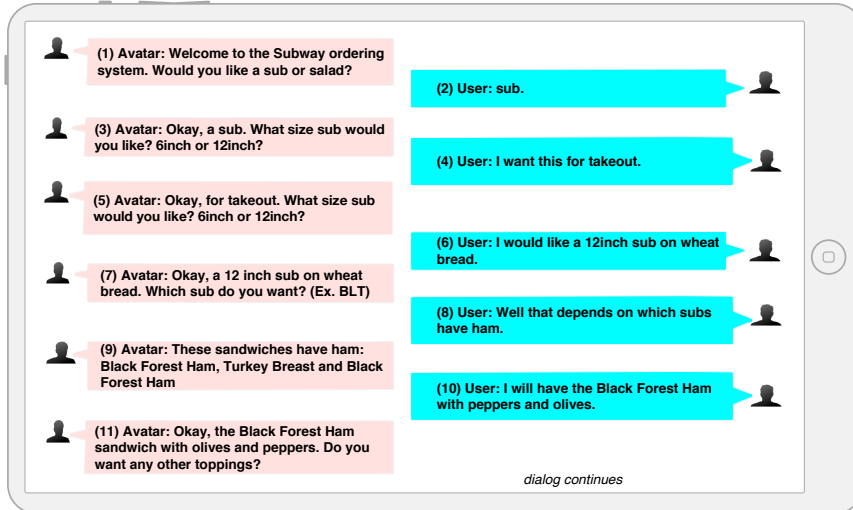 (1) Avatar: Welcome to the Subway ordering
system. Would you like a sub or salad?
(2) User: sub.
(3) Avatar: Okay, a sub. What size sub would
you like? 6inch or 12inch?
(4) User: I want this for takeout.
(5) Avatar: Okay, for takeout. What size sub
would you like? 6inch or 12inch?
(6) User: I would like a 12inch sub on wheat
bread.
(7) Avatar: Okay, a 12 inch sub on wheat
bread. Which sub do you want? (Ex. BLT)
(8) User: Well that depends on which subs
have ham.
(9) Avatar: These sandwiches have ham:
Black Forest Ham, Turkey Breast and Black
Forest Ham
(10) User: I will have the Black Forest Ham
with peppers and olives.
(11) Avatar: Okay, the Black Forest Ham
sandwich with olives and peppers. Do you
want any other toppings?
dialog continues